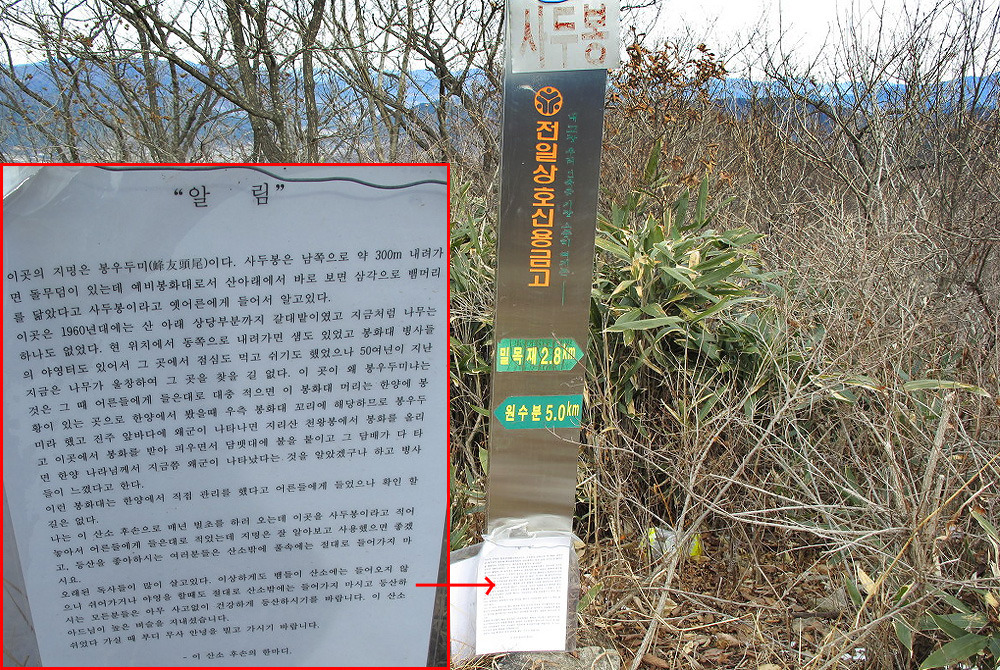 사두봉
전일상호신용금고
밀목재 2.8km
원수분 5.0km
“알 림”
이곳의 지명은 봉우두미(峰友頭尾)이다. 사두봉은 남쪽으로 약 300m 내려가
면 돌무덤이 있는데 예비봉화대로서 산아래에서 바로 보면 삼각으로 뱀머리
를 닮았다고 사두봉이라고 옛어른에게 들어서 알고있다.
이곳은 1960년대에는 산 아래 상당부분까지 갈대밭이였고 지금처럼 나무는
하나도 없었다. 현 위치에서 동쪽으로 내려가면 샘도 있었고 봉화대 병사들
의 야영터도 있어서 그 곳에서 점심도 먹고 쉬기도 했었으나 50여년이 지난
지금은 나무가 울창하여 그 곳을 찾을 길 없다. 이 곳이 왜 봉우두미냐는
것은 그 때 어른들에게 들은대로 대충 적으면 이 봉화대 머리는 한양에 봉
황이 있는 곳으로 한양에서 봤을때 우측 봉화대 꼬리에 해당하므로 봉우두
미라 했고 전주 앞바다에 왜군이 나타나면 지리산 천왕봉에서 봉화를 올리
고 이곳에서 봉화를 받아 피우면서 담뱃대에 불을 붙이고 그 담배가 다 타
면 한양 나라님께서 지금쯤 왜군이 나타났다는 것을 알았겠구나 하고 병사
들이 느꼈다고 한다.
이런 봉화대는 한양에서 직접 관리를 했다고 어른들에게 들었으나 확인 할
길은 없다.
나는 이 산소 후손으로 매년 벌초를 하러 오는데 이곳을 사두봉이라고 적어
놓아서 어른들에게 들은대로 적었는데 지명은 잘 알아보고 사용했으면 좋겠
고, 등산을 좋아하시는 여러분들은 산소밖에 풀속에는 절대로 들어가지 마
시요.
오래된 독사들이 많이 살고있다. 이상하게도 뱀들이 산소에는 들어오지 않
으니 쉬어가거나 야영을 할때도 절대로 산소밖에는 들어가지 마시고 등산하
시는 모든분들은 아무 사고없이 건강하게 등산하시기를 바랍니다. 이 산소
아드님이 높은 벼슬을 지내셨습니다.
쉬었다 가실 때 부디 무사 안녕을 빌고 가시기 바랍니다.
- 이 산소 후손의 한마디.